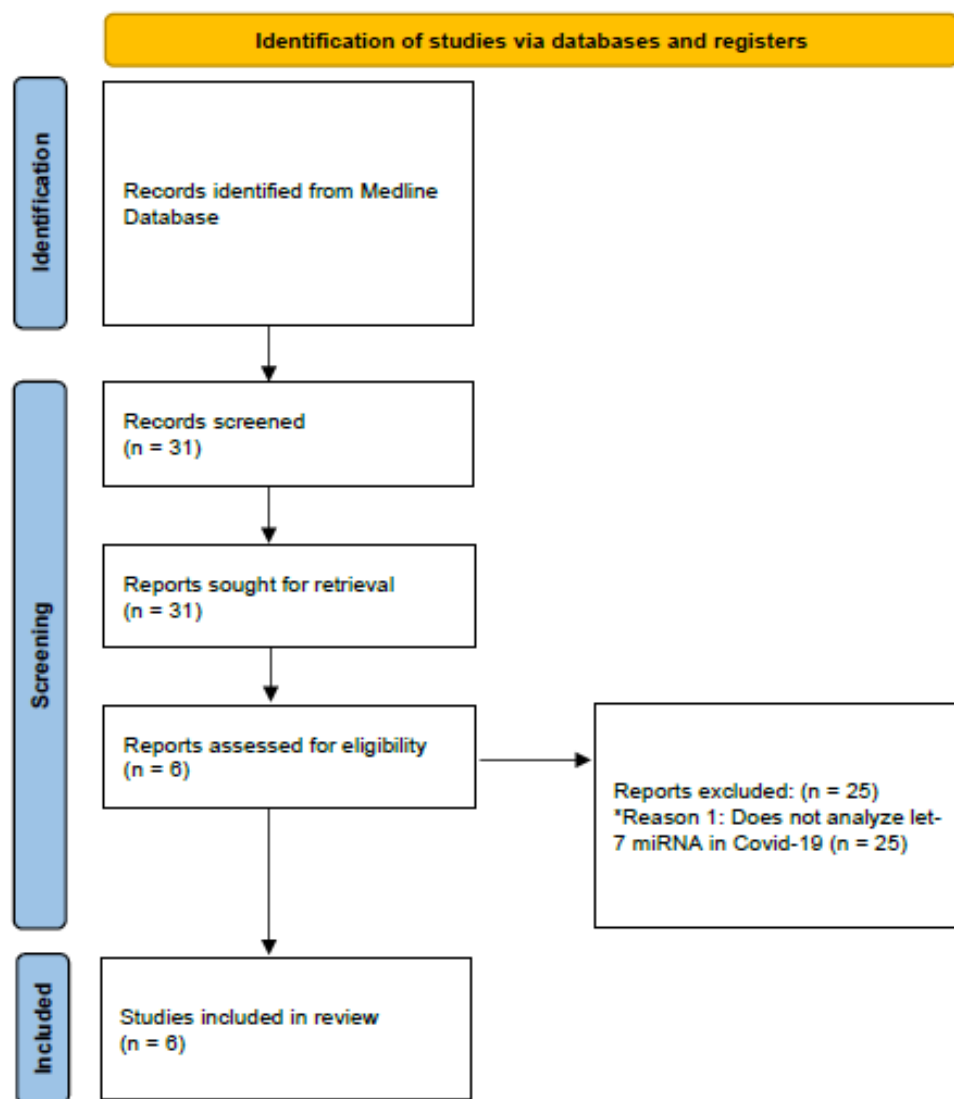 Identification of studies via databases and registers
Identification
Records identified from Medline
Database
Screening
Records screened
(n = 31)
Reports sought for retrieval
(n = 31)
Reports assessed for eligibility
(n = 6)
Reports excluded: (n = 25)
*Reason 1: Does not analyze let-
7 miRNA in Covid-19 (n = 25)
Included
Studies included in review
(n = 6)